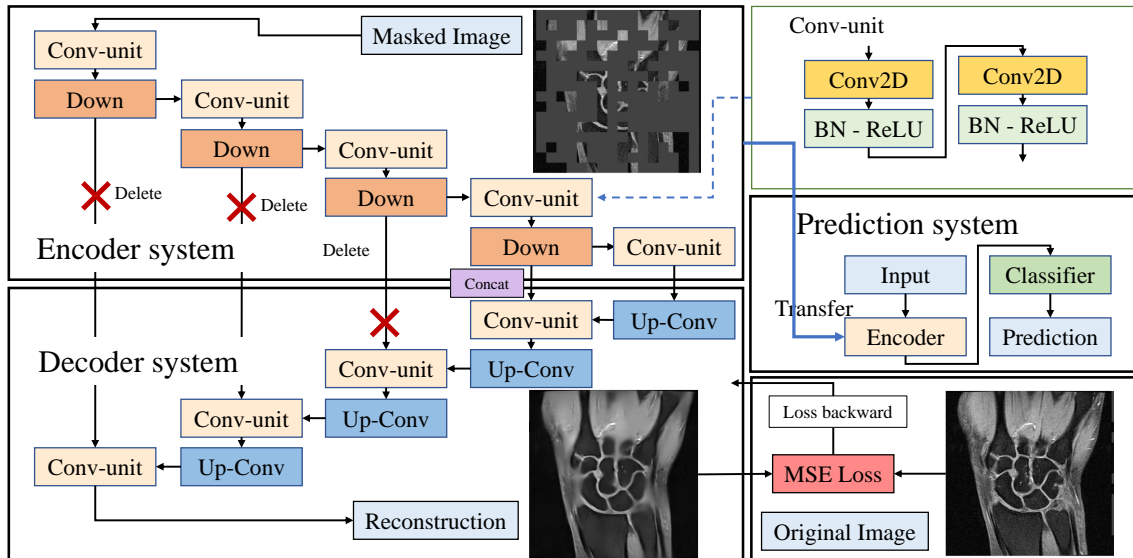 Masked Image
Conv-unit
Down
Conv-unit
Down
Conv-unit
Down
Conv-unit
Down
Conv-unit
Delete
Delete
Delete
Encoder system
Concat
Conv-unit
Up-Conv
Conv-unit
Up-Conv
Conv-unit
Up-Conv
Conv-unit
Up-Conv
Decoder system
Reconstruction
Conv-unit
Conv2D
BN - ReLU
Conv2D
BN - ReLU
Prediction system
Input
Classifier
Transfer
Encoder
Prediction
Loss backward
MSE Loss
Original Image